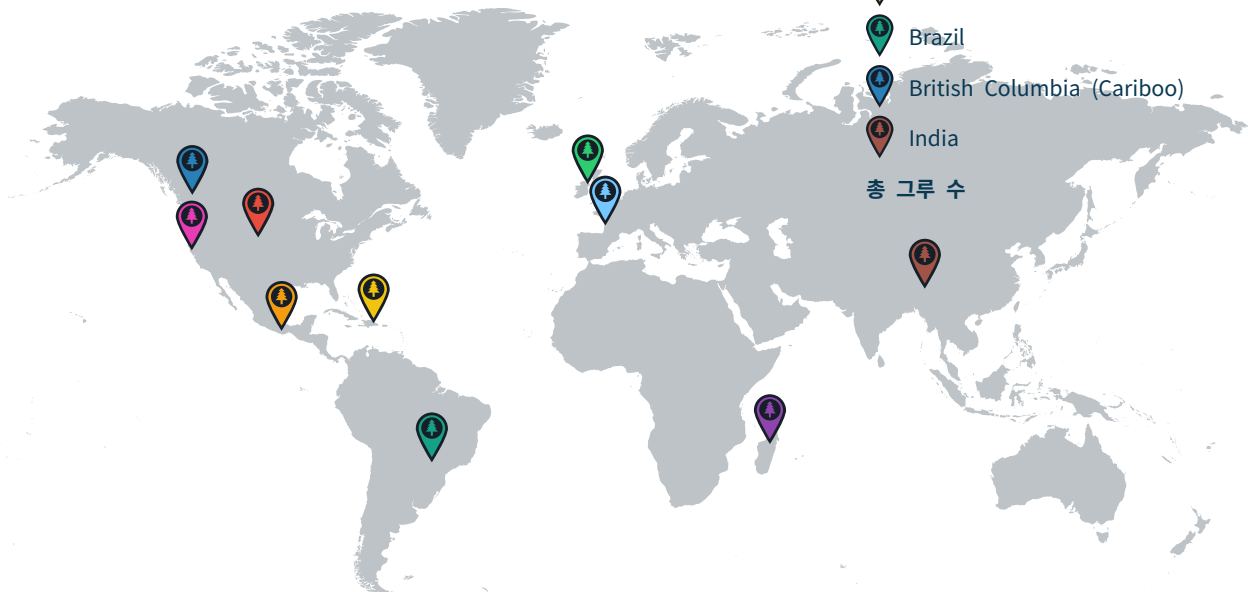 Brazil
British Columbia (Cariboo)
India
총 그루 수